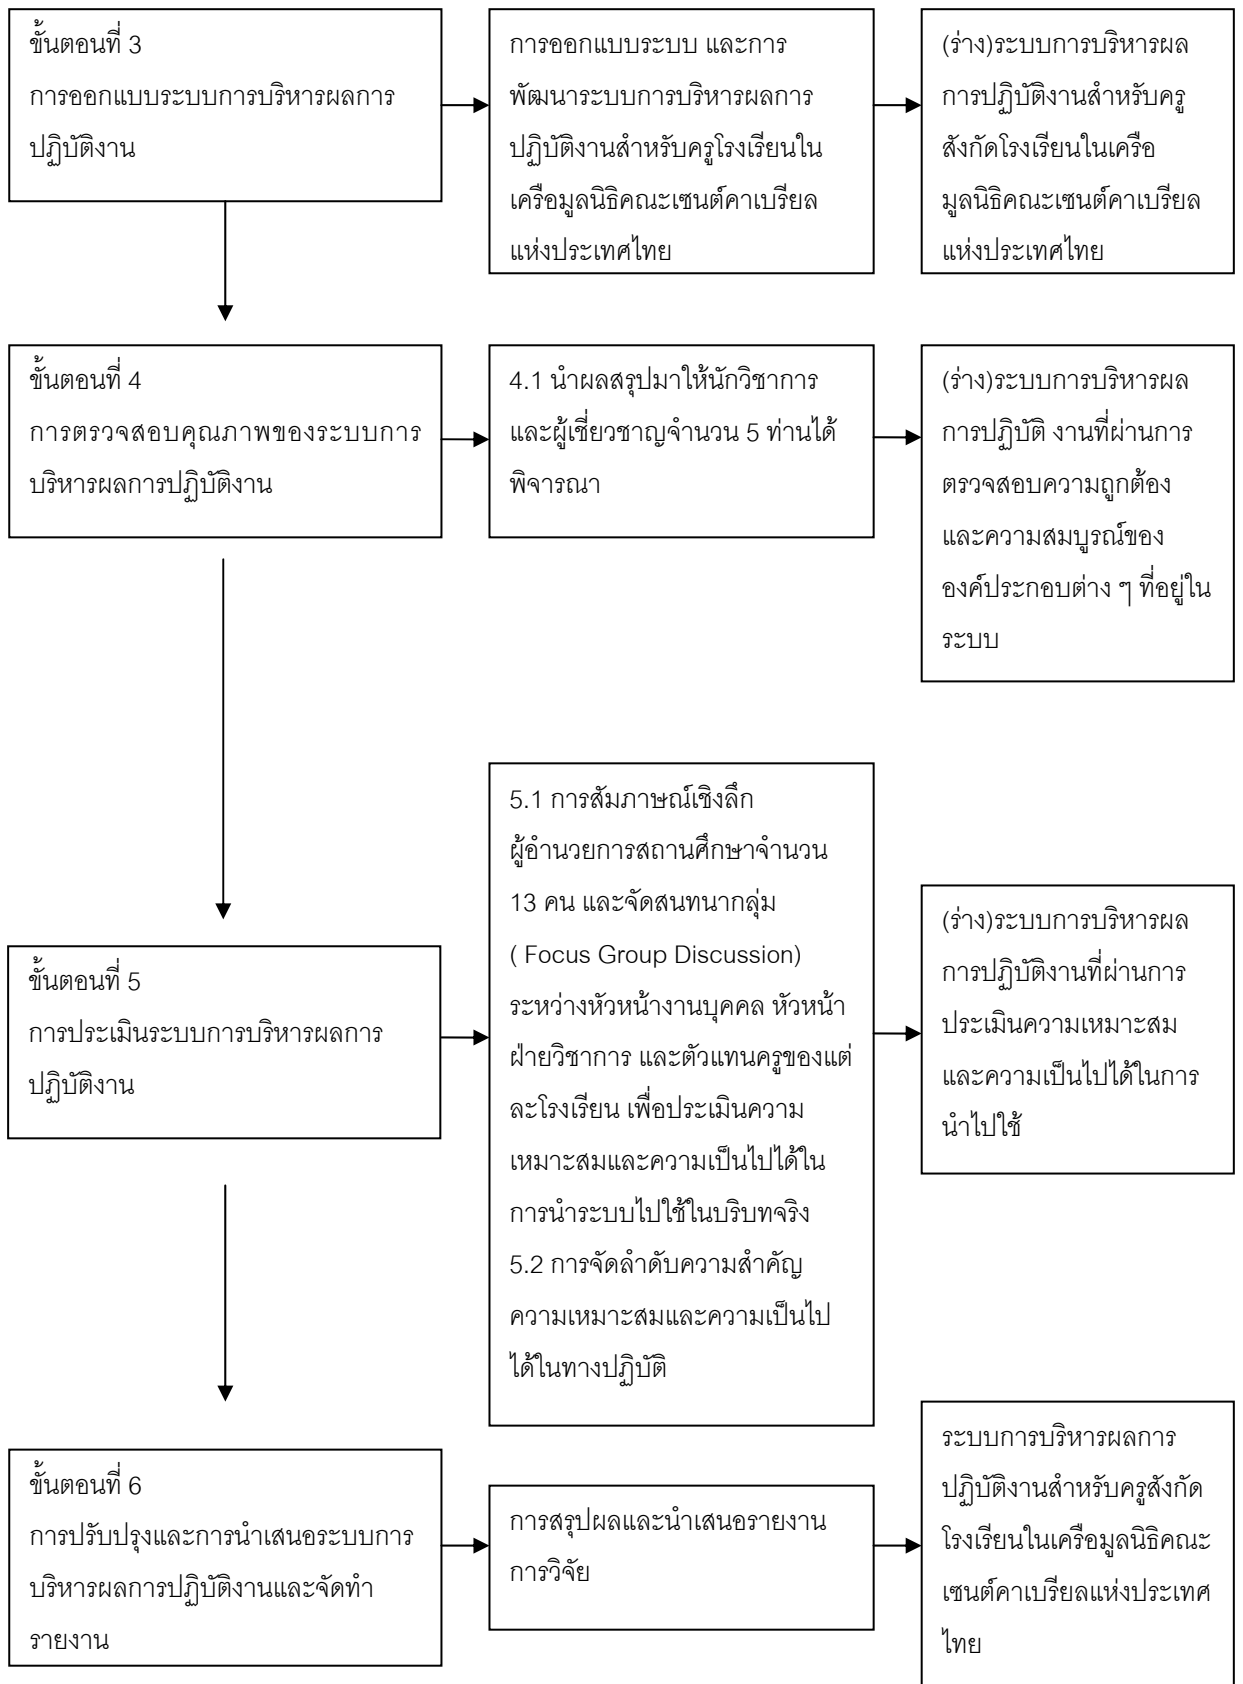 ขั้นตอนที่ 3
การออกแบบระบบการบริหารผลการ
ปฏิบัติงาน
การออกแบบระบบ และการ
พัฒนาระบบการบริหารผลการ
ปฏิบัติงานสำหรับครูโรงเรียนใน
เครือมูลนิธิคณะเซนต์คาเบรียล
แห่งประเทศไทย
(ร่าง)ระบบการบริหารผล
การปฏิบัติงานสำหรับครู
สังกัดโรงเรียนในเครือ
มูลนิธิคณะเซนต์คาเบรียล
แห่งประเทศไทย
ขั้นตอนที่ 4
การตรวจสอบคุณภาพของระบบการ
บริหารผลการปฏิบัติงาน
4.1 นำผลสรุปมาให้นักวิชาการ
และผู้เชี่ยวชาญจำนวน 5 ท่านได้
พิจารณา
(ร่าง)ระบบการบริหารผล
การปฏิบัติ งานที่ผ่านการ
ตรวจสอบความถูกต้อง
และความสมบูรณ์ของ
องค์ประกอบต่าง ๆ ที่อยู่ใน
ระบบ
ขั้นตอนที่ 5
การประเมินระบบการบริหารผลการ
ปฏิบัติงาน
5.1 การสัมภาษณ์เชิงลึก
ผู้อำนวยการสถานศึกษาจำนวน
13 คน และจัดสนทนากลุ่ม
( Focus Group Discussion)
ระหว่างหัวหน้างานบุคคล หัวหน้า
ฝ่ายวิชาการ และตัวแทนครูของแต่
ละโรงเรียน เพื่อประเมินความ
เหมาะสมและความเป็นไปได้ใน
การนำระบบไปใช้ในบริบทจริง
5.2 การจัดลำดับความสำคัญ
ความเหมาะสมและความเป็นไป
ได้ในทางปฏิบัติ
(ร่าง)ระบบการบริหารผล
การปฏิบัติงานที่ผ่านการ
ประเมินความเหมาะสม
และความเป็นไปได้ในการ
นำไปใช้
ขั้นตอนที่ 6
การปรับปรุงและการนำเสนอระบบการ
บริหารผลการปฏิบัติงานและจัดทำ
รายงาน
การสรุปผลและนำเสนอรายงาน
การวิจัย
ระบบการบริหารผลการ
ปฏิบัติงานสำหรับครูสังกัด
โรงเรียนในเครือมูลนิธิคณะ
เซนต์คาเบรียลแห่งประเทศ
ไทย